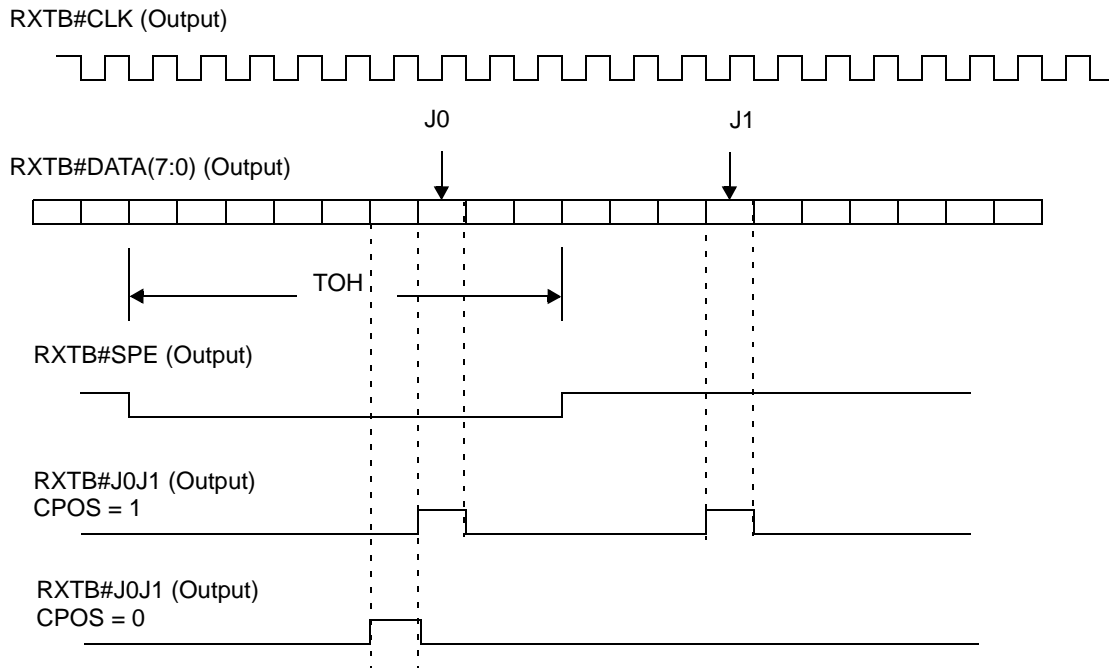 RXTB#CLK (Output)
J0
J1
RXTB#DATA(7:0) (Output)
TOH
RXTB#SPE (Output)
RXTB#J0J1 (Output)
CPOS = 1
RXTB#J0J1 (Output)
CPOS = 0